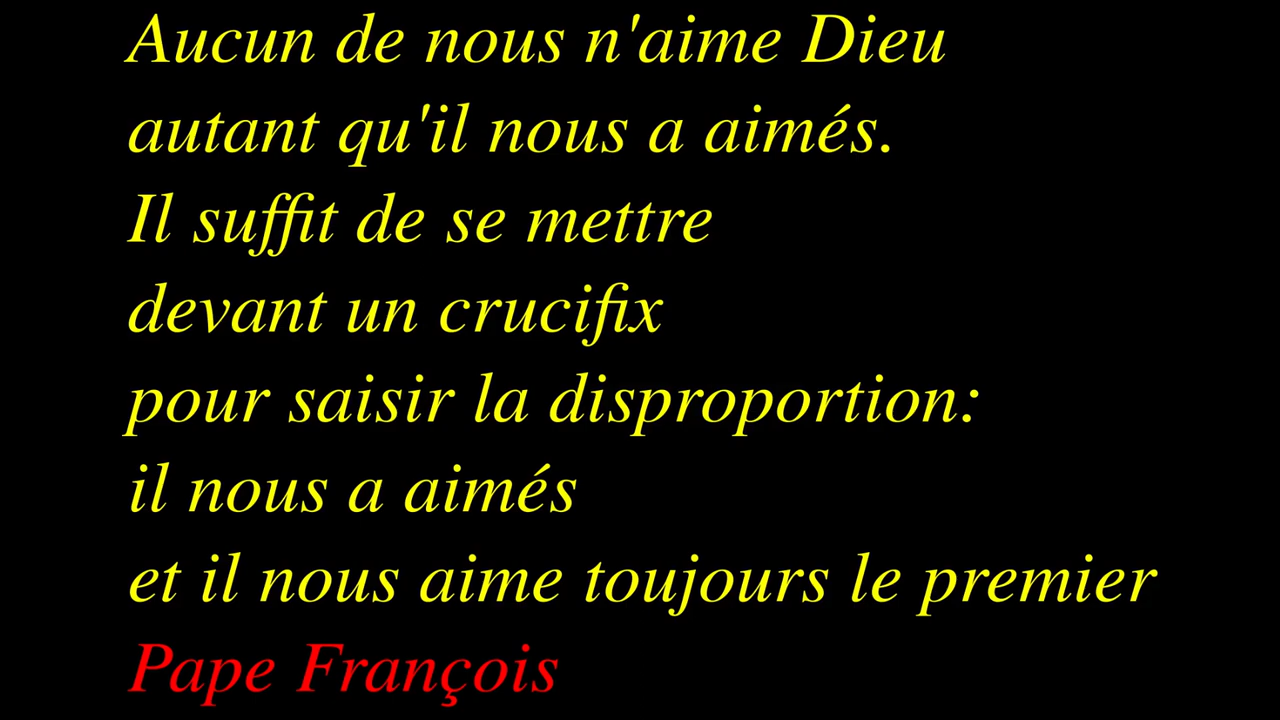 Aucun de nous n'aime Dieu
autant qu'il nous a aimés.
Il suffit de se mettre
devant un crucifix
pour saisir la disproportion:
il nous a aimés
et il nous aime toujours le premier
Pape François